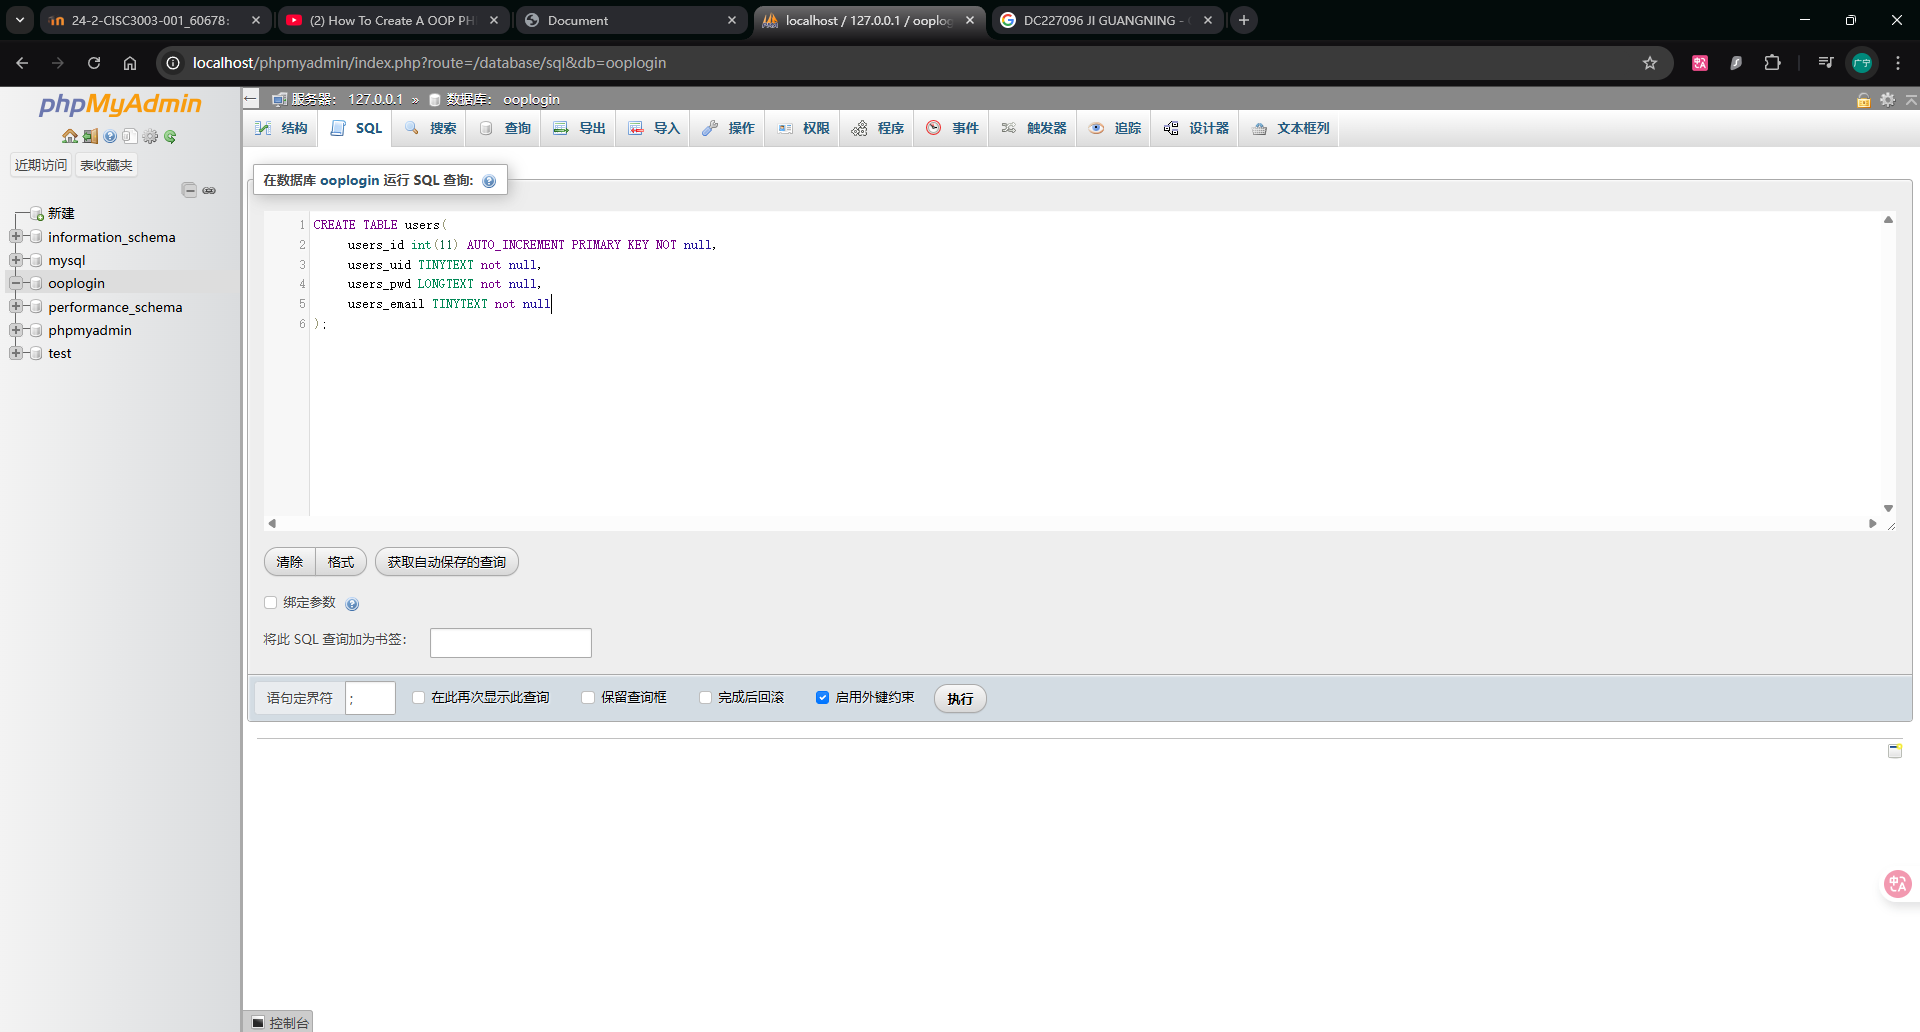 24-2-CISC3003-001_60678:
(2) How To Create A OOP PH
Document
localhost / 127.0.0.1 / ooplog
DC227096 JI GUANGNING -
localhost/phpmyadmin/index.php?route=/database/sql&db=ooplogin
广宁
phpMyAdmin
近期访问 表收藏夹
新建
information_schema
mysql
ooplogin
performance_schema
phpmyadmin
test
服务器: 127.0.0.1 » 数据库: ooplogin
结构 SQL 搜索 查询 导出 导入 操作 权限 程序 事件 触发器 追踪 设计器 文本框列
在数据库 ooplogin 运行 SQL 查询:
1 CREATE TABLE users(
2 users_id int(11) AUTO_INCREMENT PRIMARY KEY NOT null,
3 users_uid TINYTEXT not null,
4 users_pwd LONGTEXT not null,
5 users_email TINYTEXT not null
6 );
清除 格式 获取自动保存的查询
绑定参数
将此 SQL 查询加为书签:
语句定界符 ; 在此再次显示此查询 保留查询框 完成后回滚 启用外键约束 执行
控制台